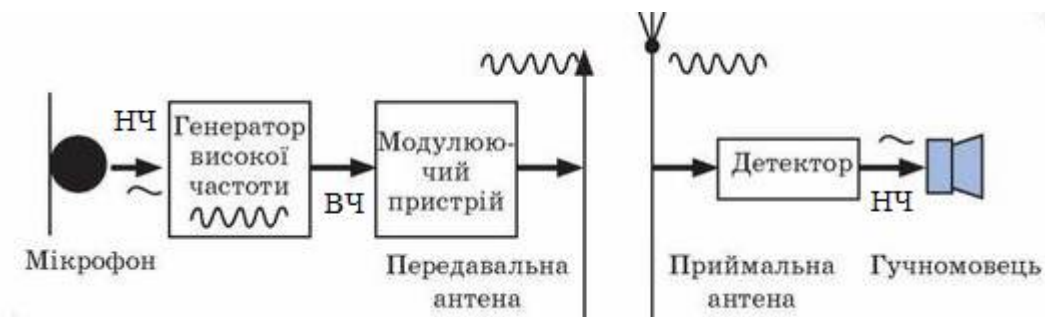 НЧ
Генератор
високої
частоти
ВЧ
Модулюю-
чий
пристрій
Детектор
НЧ
Мікрофон
Передавальна
антена
Приймальна
антена
Гучномовець